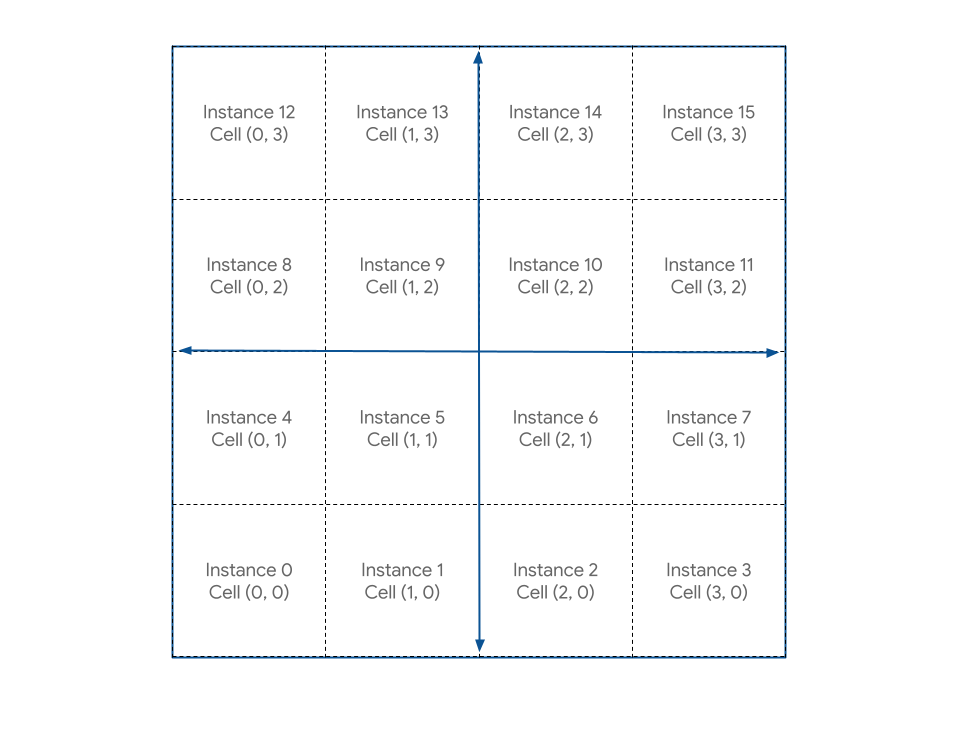 Instance 12
Cell (0, 3)
Instance 13
Cell (1, 3)
Instance 14
Cell (2, 3)
Instance 15
Cell (3, 3)
Instance 8
Cell (0, 2)
Instance 9
Cell (1, 2)
Instance 10
Cell (2, 2)
Instance 11
Cell (3, 2)
Instance 4
Cell (0, 1)
Instance 5
Cell (1, 1)
Instance 6
Cell (2, 1)
Instance 7
Cell (3, 1)
Instance 0
Cell (0, 0)
Instance 1
Cell (1, 0)
Instance 2
Cell (2, 0)
Instance 3
Cell (3, 0)